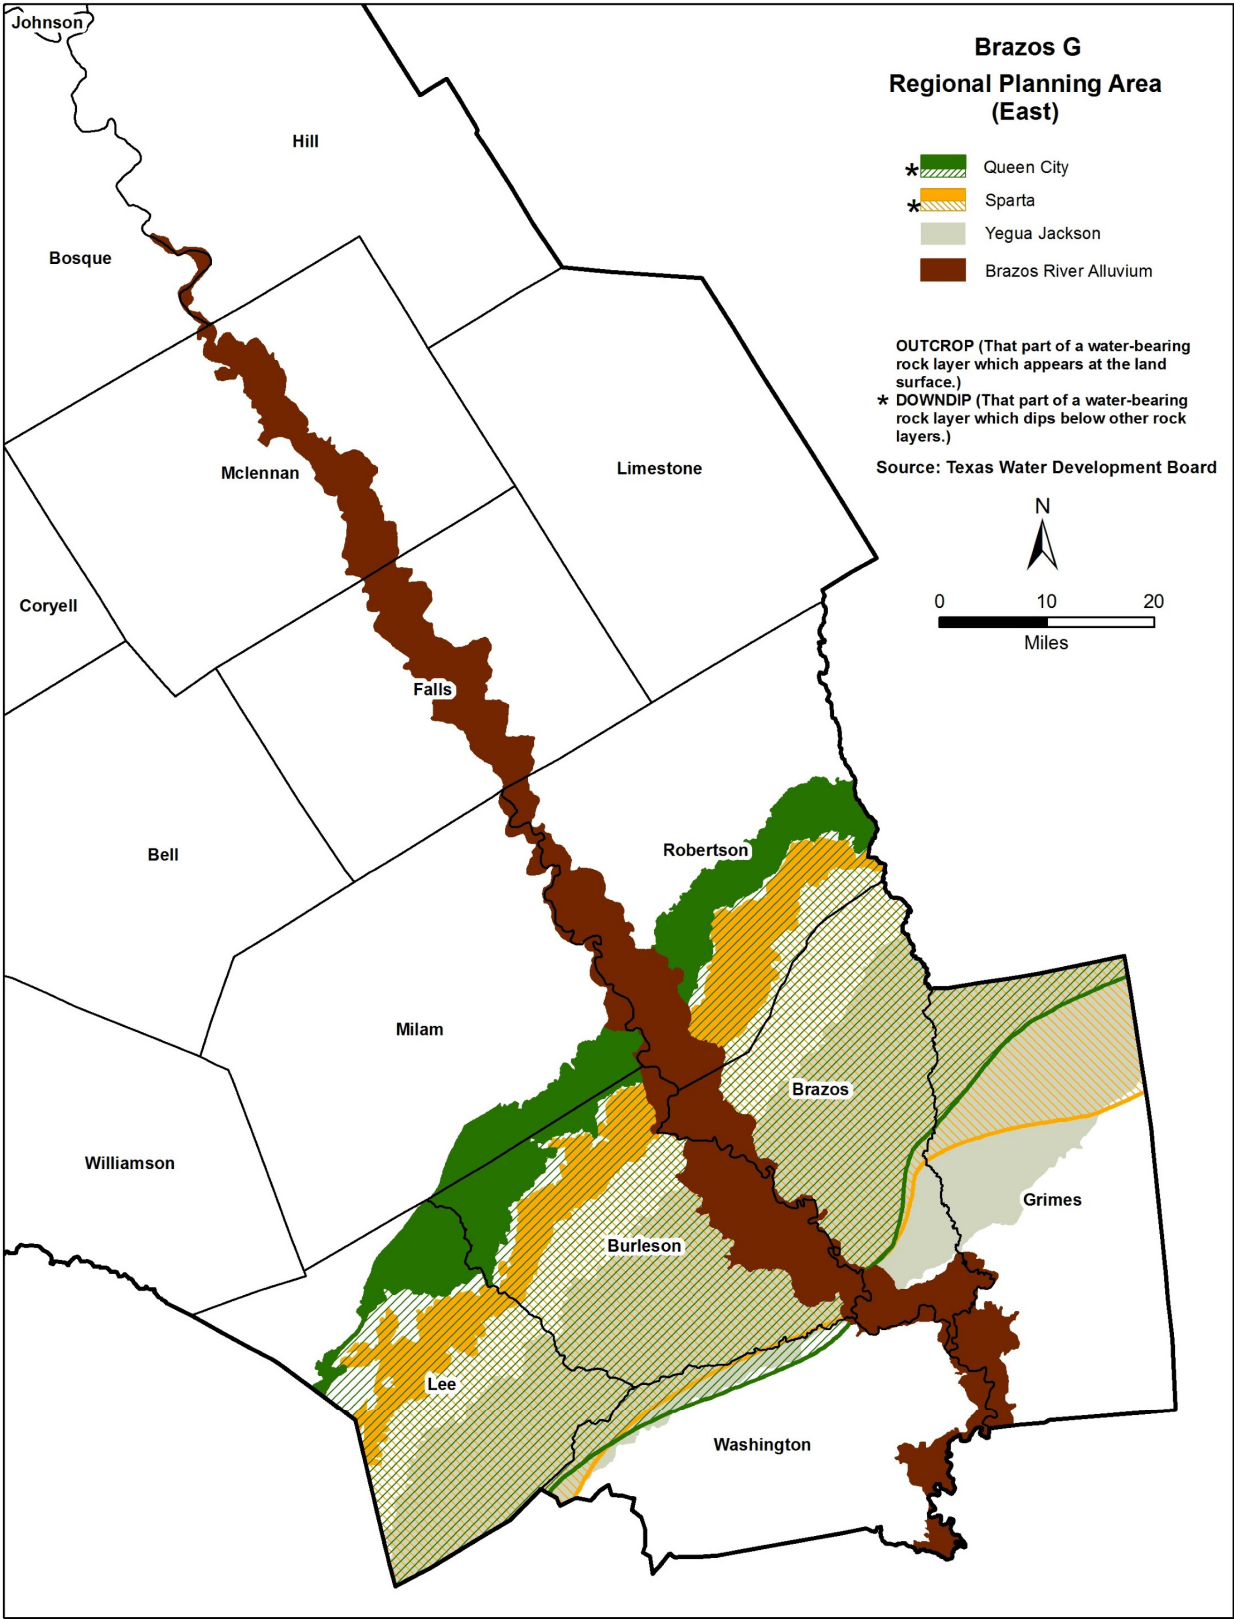 Johnson
Brazos G
Regional Planning Area
(East)
Hill
* Queen City
* Sparta
Yegua Jackson
Brazos River Alluvium
Bosque
OUTCROP (That part of a water-bearing
rock layer which appears at the land
surface.)
* DOWNDIP (That part of a water-bearing
rock layer which dips below other rock
layers.)
Source: Texas Water Development Board
Mclennan
Limestone
N
0 10 20
Miles
Coryell
Falls
Bell
Robertson
Milam
Brazos
Williamson
Grimes
Burleson
Lee
Washington